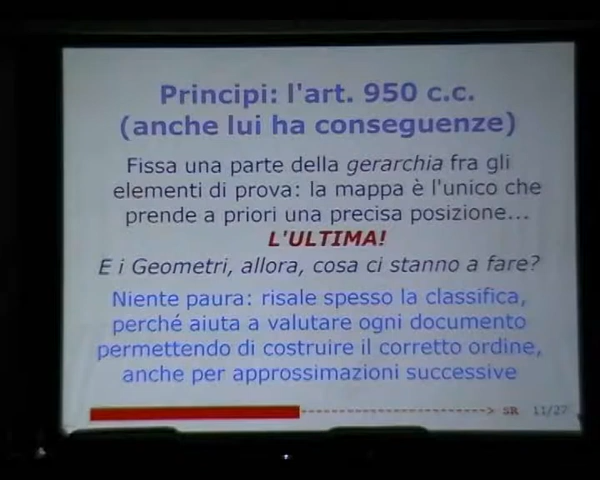 Principi: l'art. 950 c.c.
(anche lui ha conseguenze)
Fissa una parte della gerarchia fra gli
elementi di prova: la mappa è l'unico che
prende a priori una precisa posizione...
L'ULTIMA!
E i Geometri, allora, cosa ci stanno a fare?
Niente paura: risale spesso la classifica,
perché aiuta a valutare ogni documento
permettendo di costruire il corretto ordine,
anche per approssimazioni successive
SR 11/27